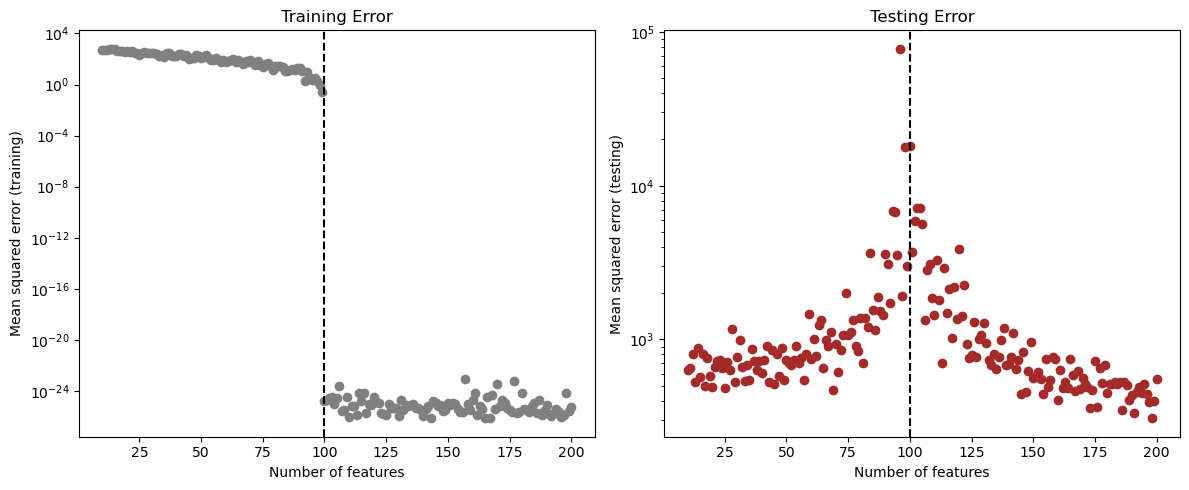 Training Error
Mean squared error (training)
10^4
10^0
10^-4
10^-8
10^-12
10^-16
10^-20
10^-24
25 50 75 100 125 150 175 200
Number of features
Testing Error
Mean squared error (testing)
10^5
10^4
10^3
25 50 75 100 125 150 175 200
Number of features